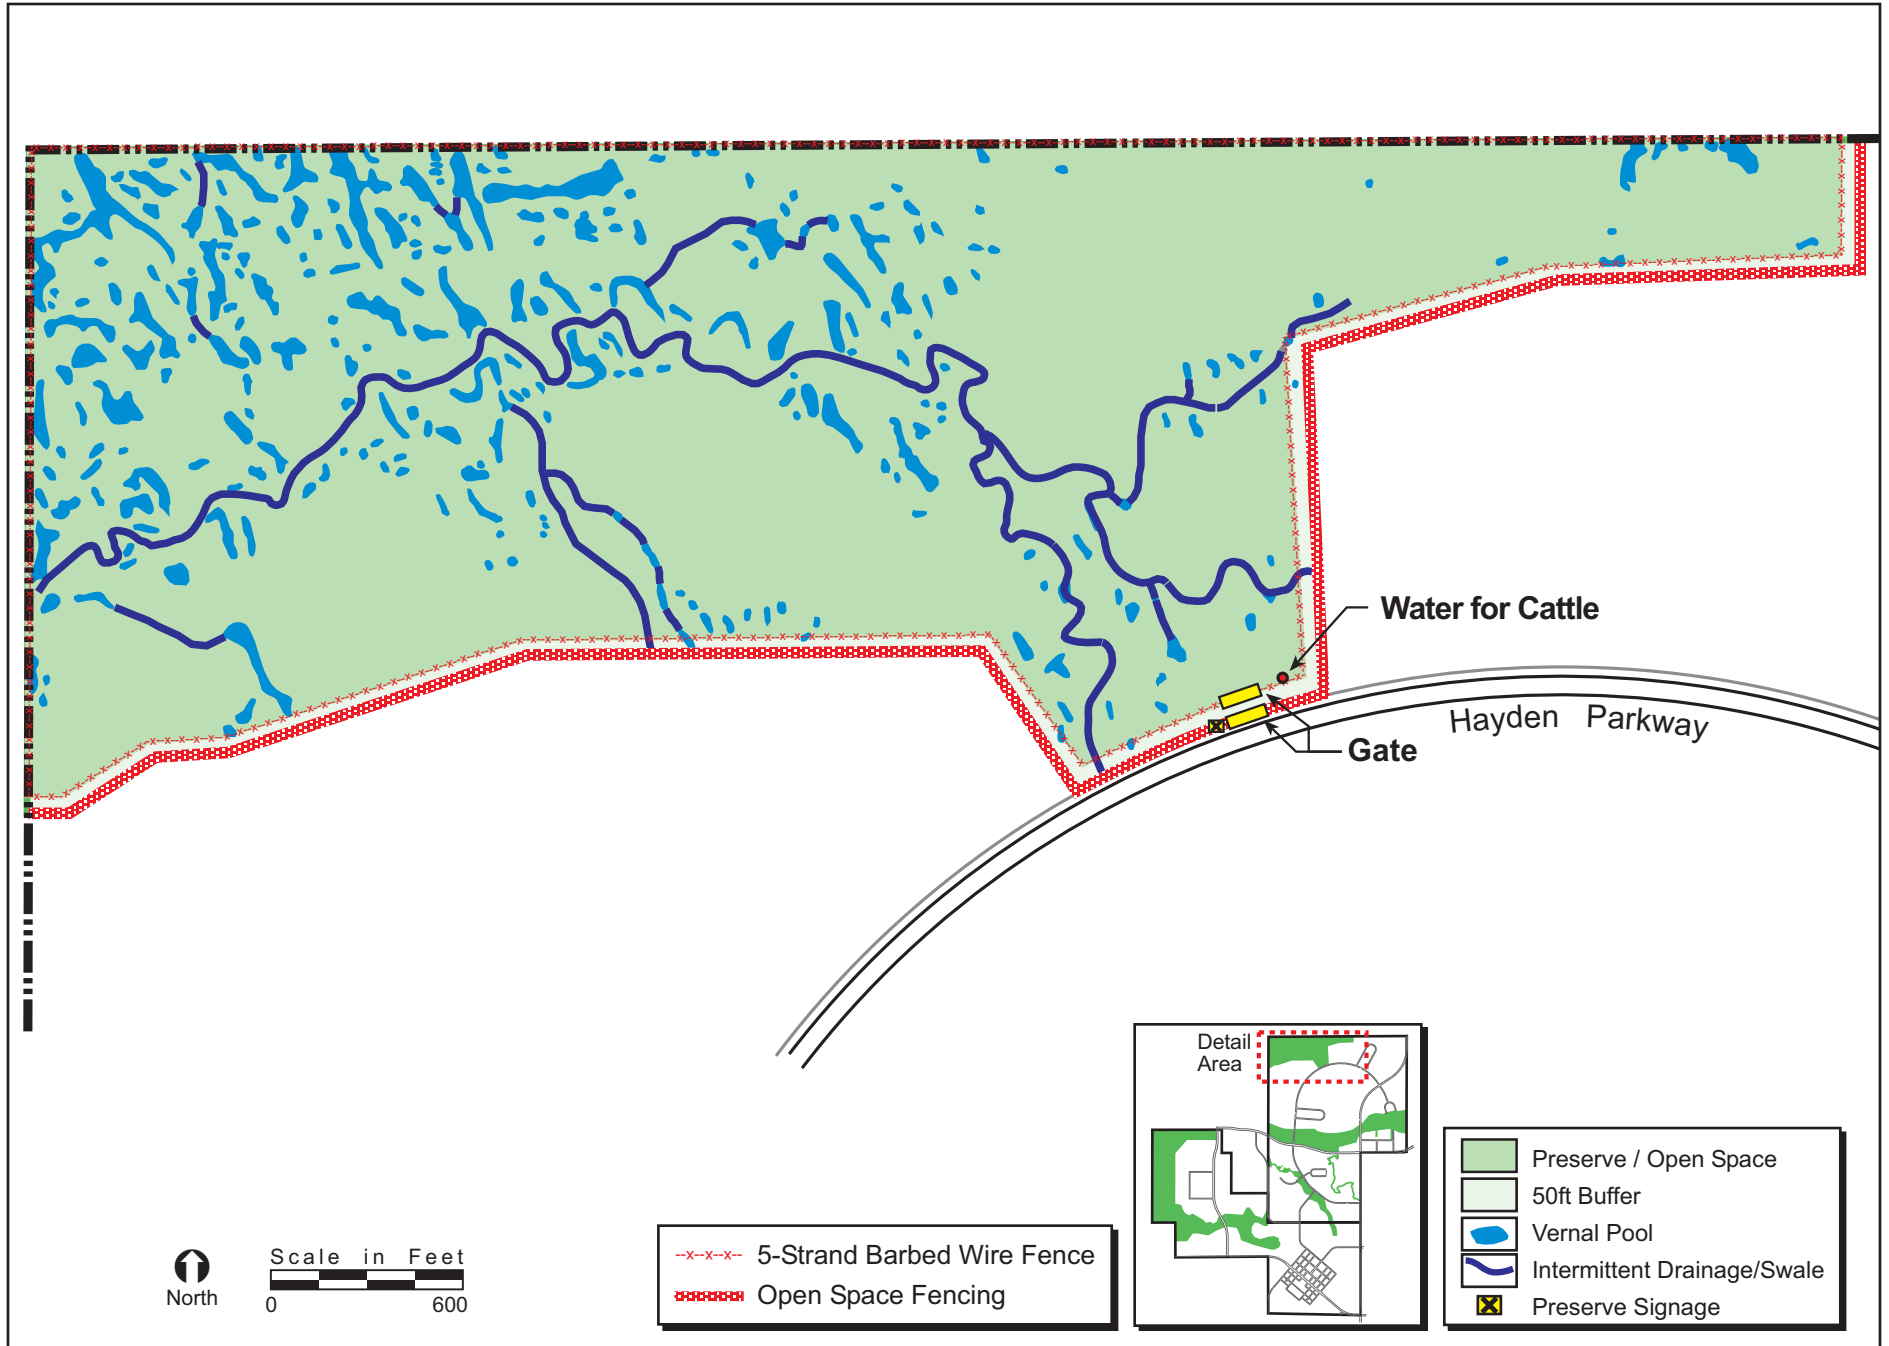 Water for Cattle
Hayden Parkway
Gate
Detail
Area
Scale in Feet
0 600
North
--x--x--x-- 5-Strand Barbed Wire Fence
Open Space Fencing
Preserve / Open Space
50ft Buffer
Vernal Pool
Intermittent Drainage/Swale
Preserve Signage